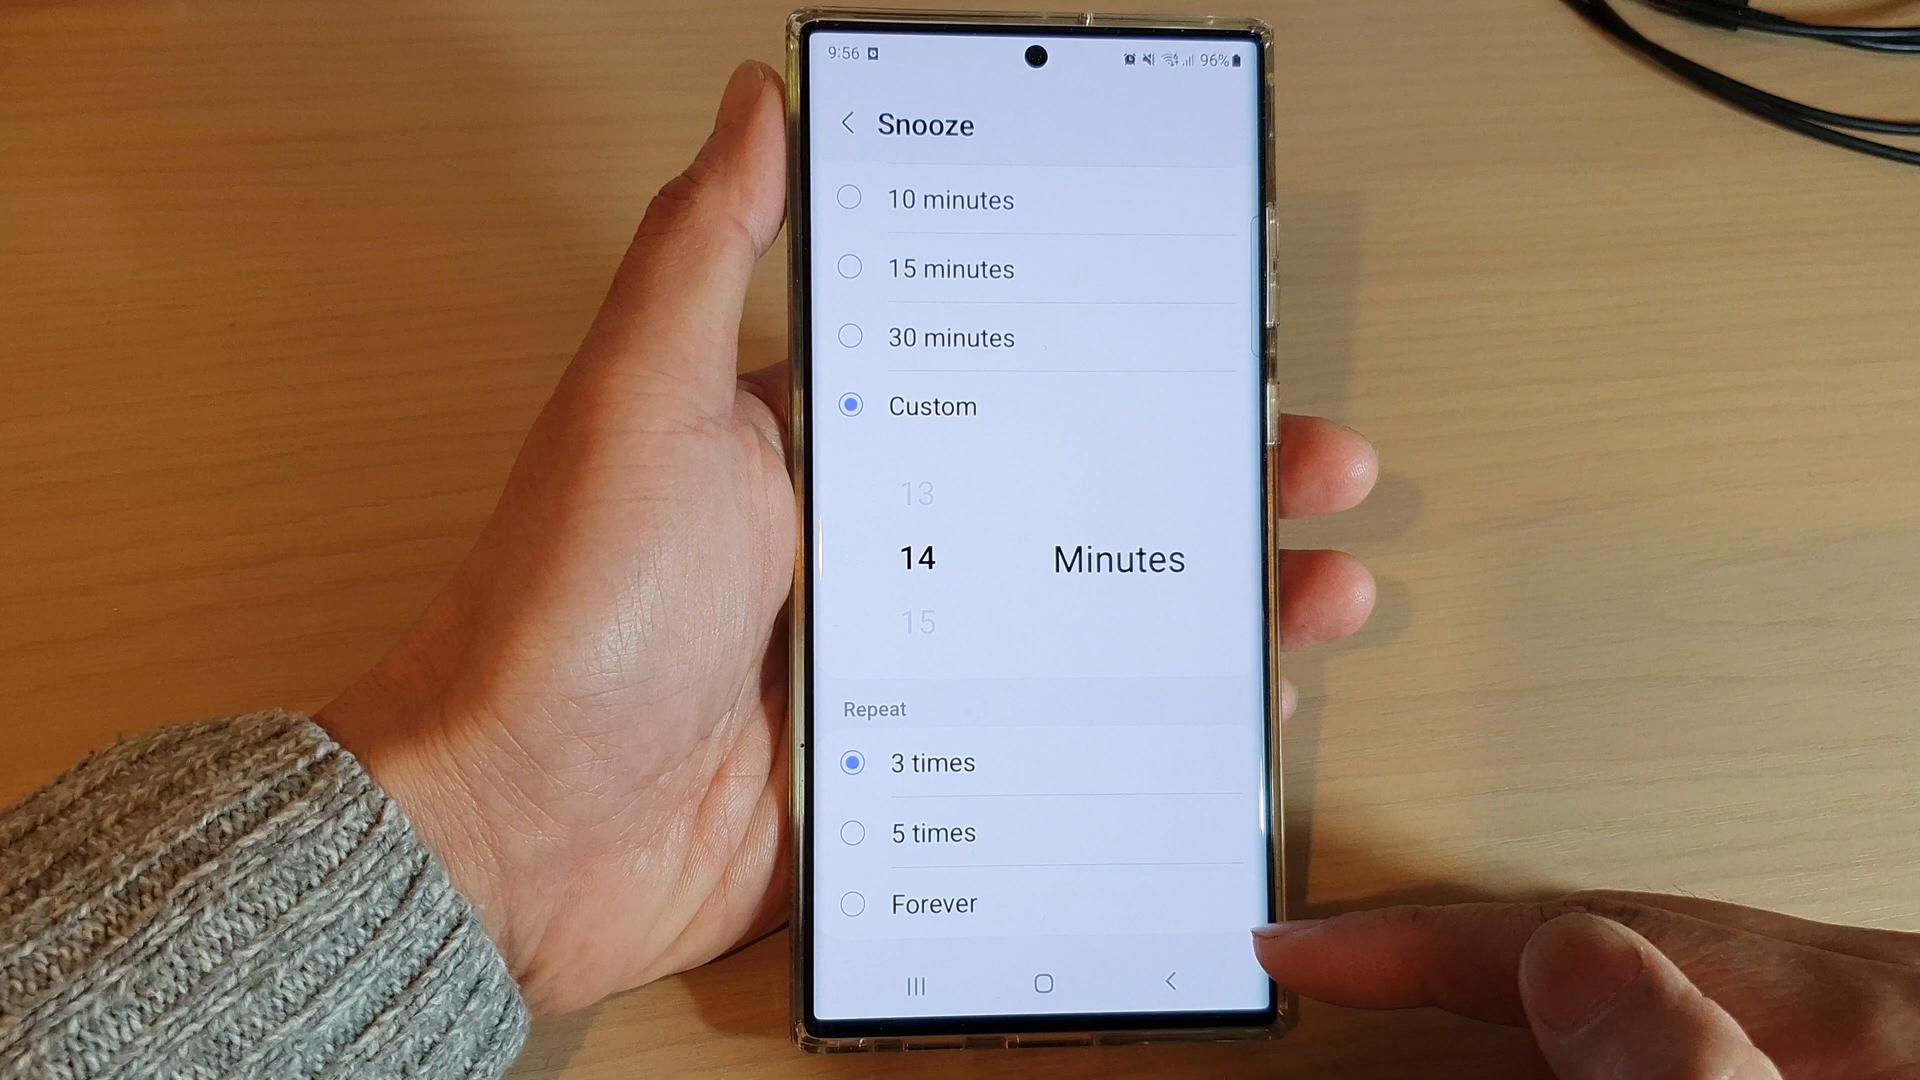 9:56 96%
Snooze
10 minutes
15 minutes
30 minutes
Custom
13
14 Minutes
15
Repeat
3 times
5 times
Forever